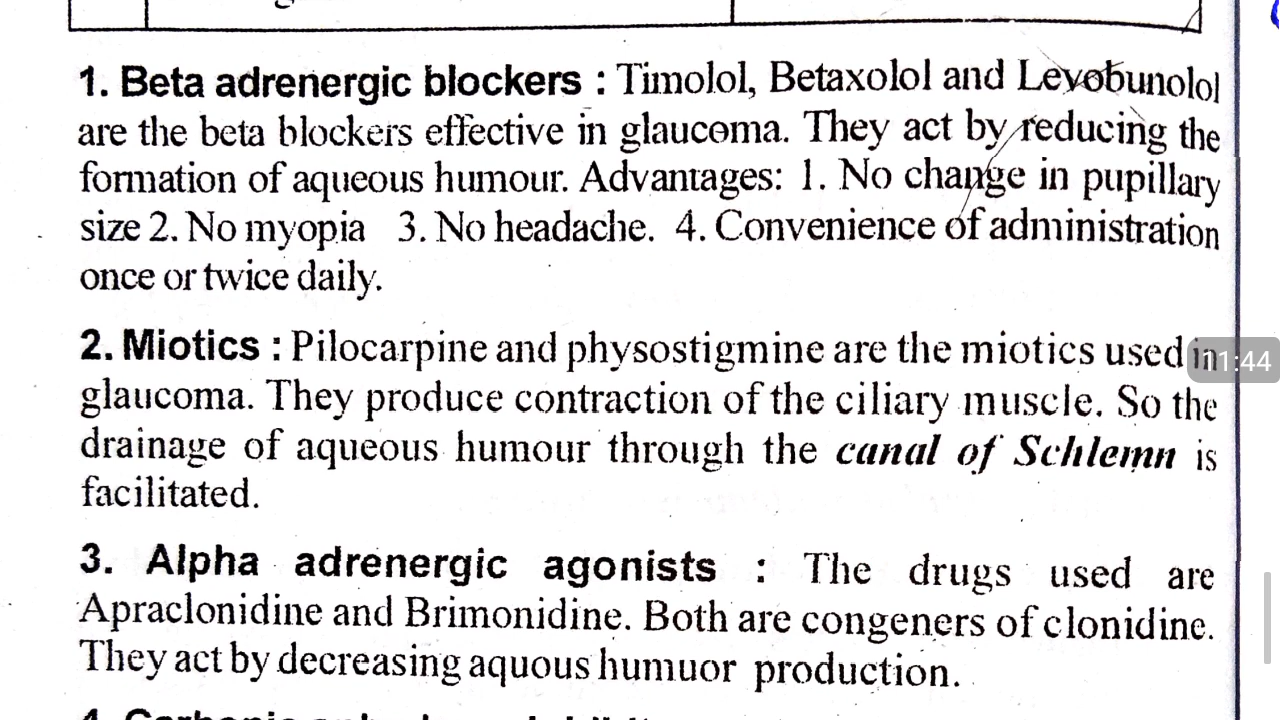 1. Beta adrenergic blockers : Timolol, Betaxolol and Levobunolol
are the beta blockers effective in glaucoma. They act by reducing the
formation of aqueous humour. Advantages: 1. No change in pupillary
size 2. No myopia 3. No headache. 4. Convenience of administration
once or twice daily.
2. Miotics : Pilocarpine and physostigmine are the miotics used in
11:44
glaucoma. They produce contraction of the ciliary muscle. So the
drainage of aqueous humour through the canal of Schlemn is
facilitated.
3. Alpha adrenergic agonists : The drugs used are
Apraclonidine and Brimonidine. Both are congeners of clonidine.
They act by decreasing aquous humuor production.